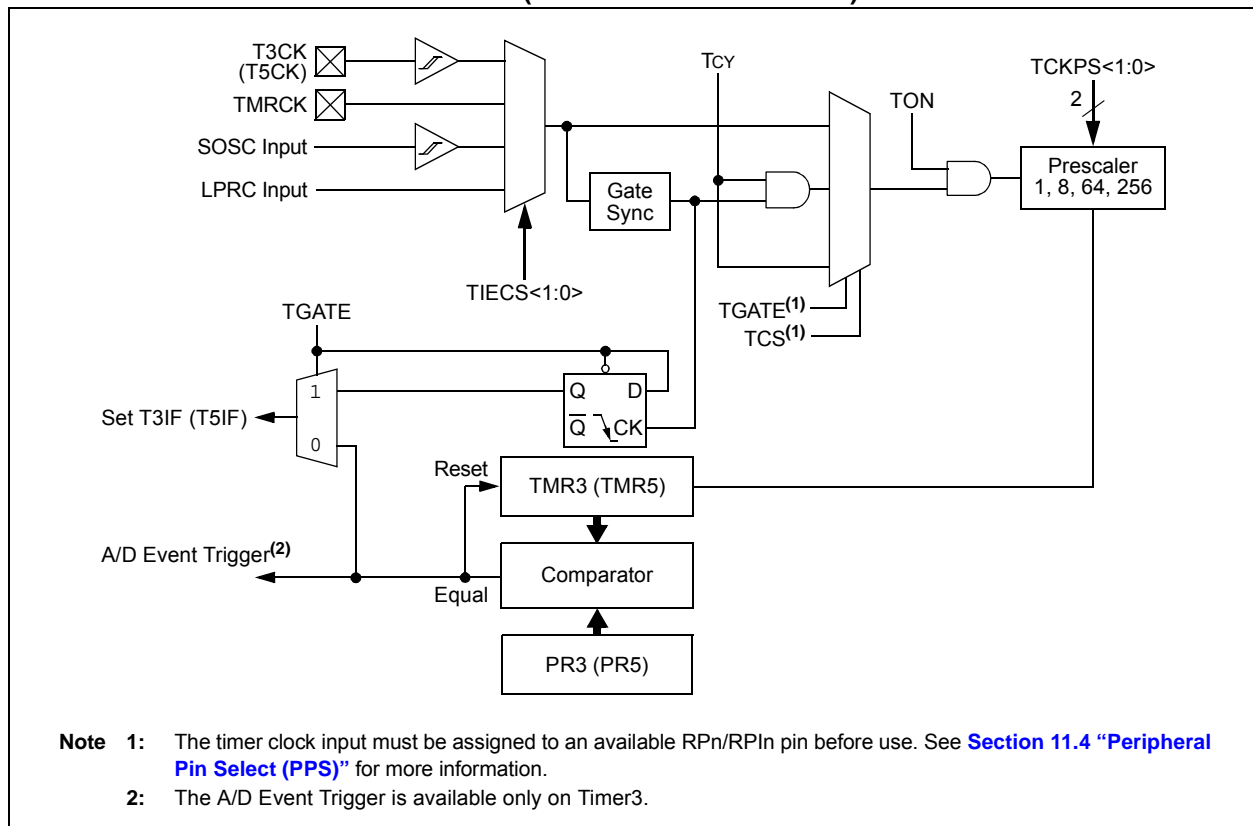 T3CK
(T5CK)
TMRCK
SOSC Input
LPRC Input
TIECS<1:0>
Gate
Sync
TCY
TGATE(1)
TCS(1)
TON
TCKPS<1:0>
2
Prescaler
1, 8, 64, 256
TGATE
1
0
Set T3IF (T5IF)
Q D
Q CK
Reset
TMR3 (TMR5)
A/D Event Trigger(2)
Equal
Comparator
PR3 (PR5)
Note 1: The timer clock input must be assigned to an available RPn/RPIn pin before use. See Section 11.4 “Peripheral
Pin Select (PPS)” for more information.
2: The A/D Event Trigger is available only on Timer3.